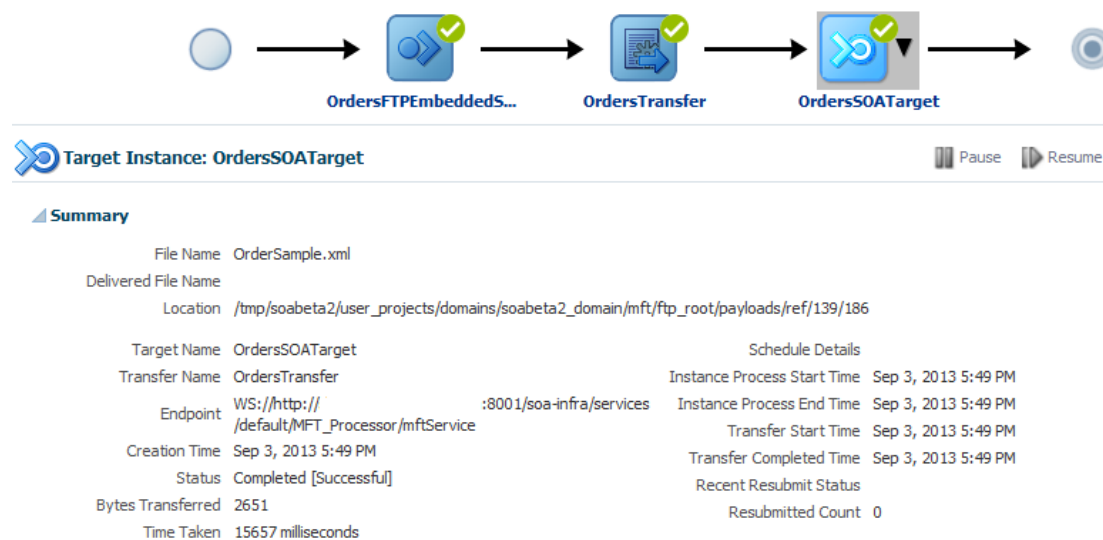 OrdersFTPEmbeddedS... OrdersTransfer OrdersSOATarget
Target Instance: OrdersSOATarget Pause Resume
Summary
File Name OrderSample.xml
Delivered File Name
Location /tmp/soabeta2/user_projects/domains/soabeta2_domain/mft/ftp_root/payloads/ref/139/186
Target Name OrdersSOATarget Schedule Details
Transfer Name OrdersTransfer Instance Process Start Time Sep 3, 2013 5:49 PM
Endpoint WS://http:// :8001/soa-infra/services Instance Process End Time Sep 3, 2013 5:49 PM
/default/MFT_Processor/mftService Transfer Start Time Sep 3, 2013 5:49 PM
Creation Time Sep 3, 2013 5:49 PM Transfer Completed Time Sep 3, 2013 5:49 PM
Status Completed [Successful] Recent Resubmit Status
Bytes Transferred 2651 Resubmitted Count 0
Time Taken 15657 milliseconds